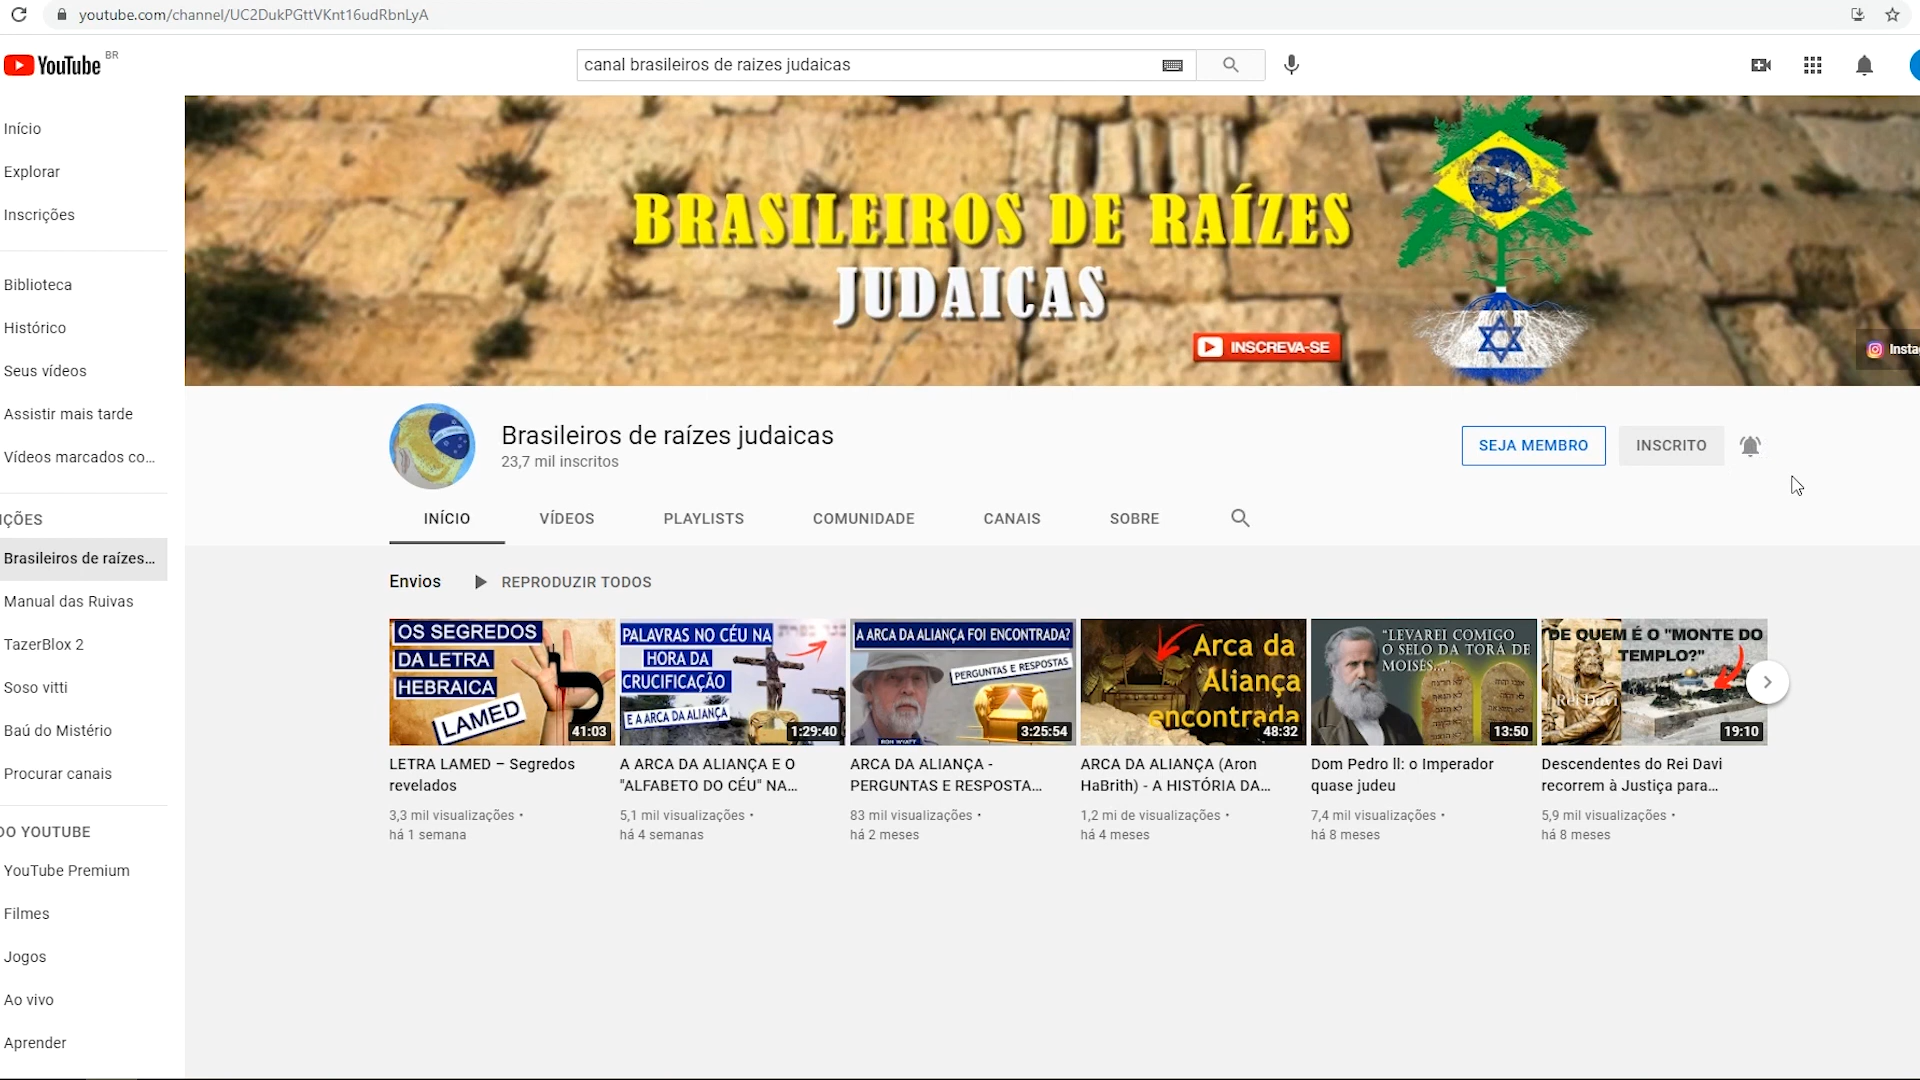 youtube.com/channel/UC2DukPGttVKnt16udRbnLyA
YouTube BR
canal brasileiros de raizes judaicas
Início
Explorar
Inscrições
Biblioteca
Histórico
Seus vídeos
Assistir mais tarde
Vídeos marcados co...
IÇÕES
Brasileiros de raízes...
Manual das Ruivas
TazerBlox 2
Soso vitti
Baú do Mistério
Procurar canais
DO YOUTUBE
YouTube Premium
Filmes
Jogos
Ao vivo
Aprender
BRASILEIROS DE RAÍZES
JUDAICAS
INSCREVA-SE
Insta
Brasileiros de raízes judaicas
23,7 mil inscritos
SEJA MEMBRO
INSCRITO
INÍCIO
VÍDEOS
PLAYLISTS
COMUNIDADE
CANAIS
SOBRE
Envios
REPRODUZIR TODOS
OS SEGREDOS
DA LETRA
HEBRAICA
LAMED
41:03
LETRA LAMED – Segredos
revelados
3,3 mil visualizações •
há 1 semana
PALAVRAS NO CÉU NA
HORA DA
CRUCIFICAÇÃO
E A ARCA DA ALIANÇA
1:29:40
A ARCA DA ALIANÇA E O
"ALFABETO DO CÉU" NA...
5,1 mil visualizações •
há 4 semanas
A ARCA DA ALIANÇA FOI ENCONTRADA?
PERGUNTAS E RESPOSTAS
RON WYATT
3:25:54
ARCA DA ALIANÇA -
PERGUNTAS E RESPOSTA...
83 mil visualizações •
há 2 meses
Arca da
Aliança
encontrada
48:32
ARCA DA ALIANÇA (Aron
HaBrith) - A HISTÓRIA DA...
1,2 mi de visualizações •
há 4 meses
"LEVAREI COMIGO
O SELO DA TORÁ DE
MOISÉS..."
13:50
Dom Pedro ll: o Imperador
quase judeu
7,4 mil visualizações •
há 8 meses
DE QUEM É O "MONTE DO
TEMPLO?"
Rei Davi
19:10
Descendentes do Rei Davi
recorrem à Justiça para...
5,9 mil visualizações •
há 8 meses